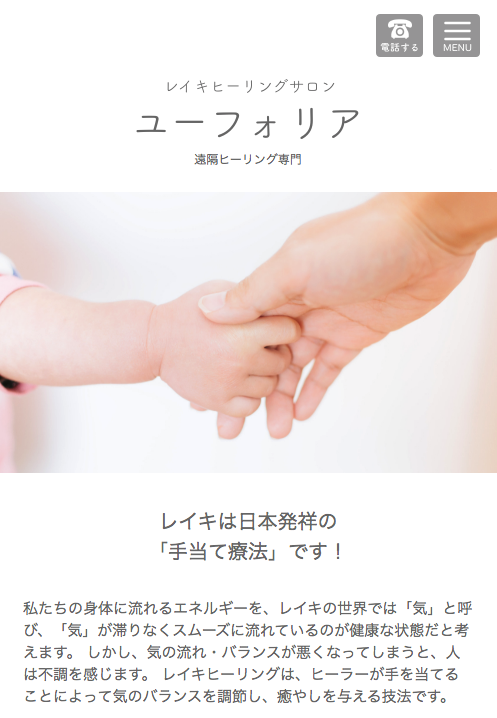 電話する
MENU
レイキヒーリングサロン
ユーフォリア
遠隔ヒーリング専門
レイキは日本発祥の
「手当て療法」です！
私たちの身体に流れるエネルギーを、レイキの世界では「気」と呼
び、「気」が滞りなくスムーズに流れているのが健康な状態だと考
えます。 しかし、気の流れ・バランスが悪くなってしまうと、人
は不調を感じます。 レイキヒーリングは、ヒーラーが手を当てる
ことによって気のバランスを調節し、癒やしを与える技法です。